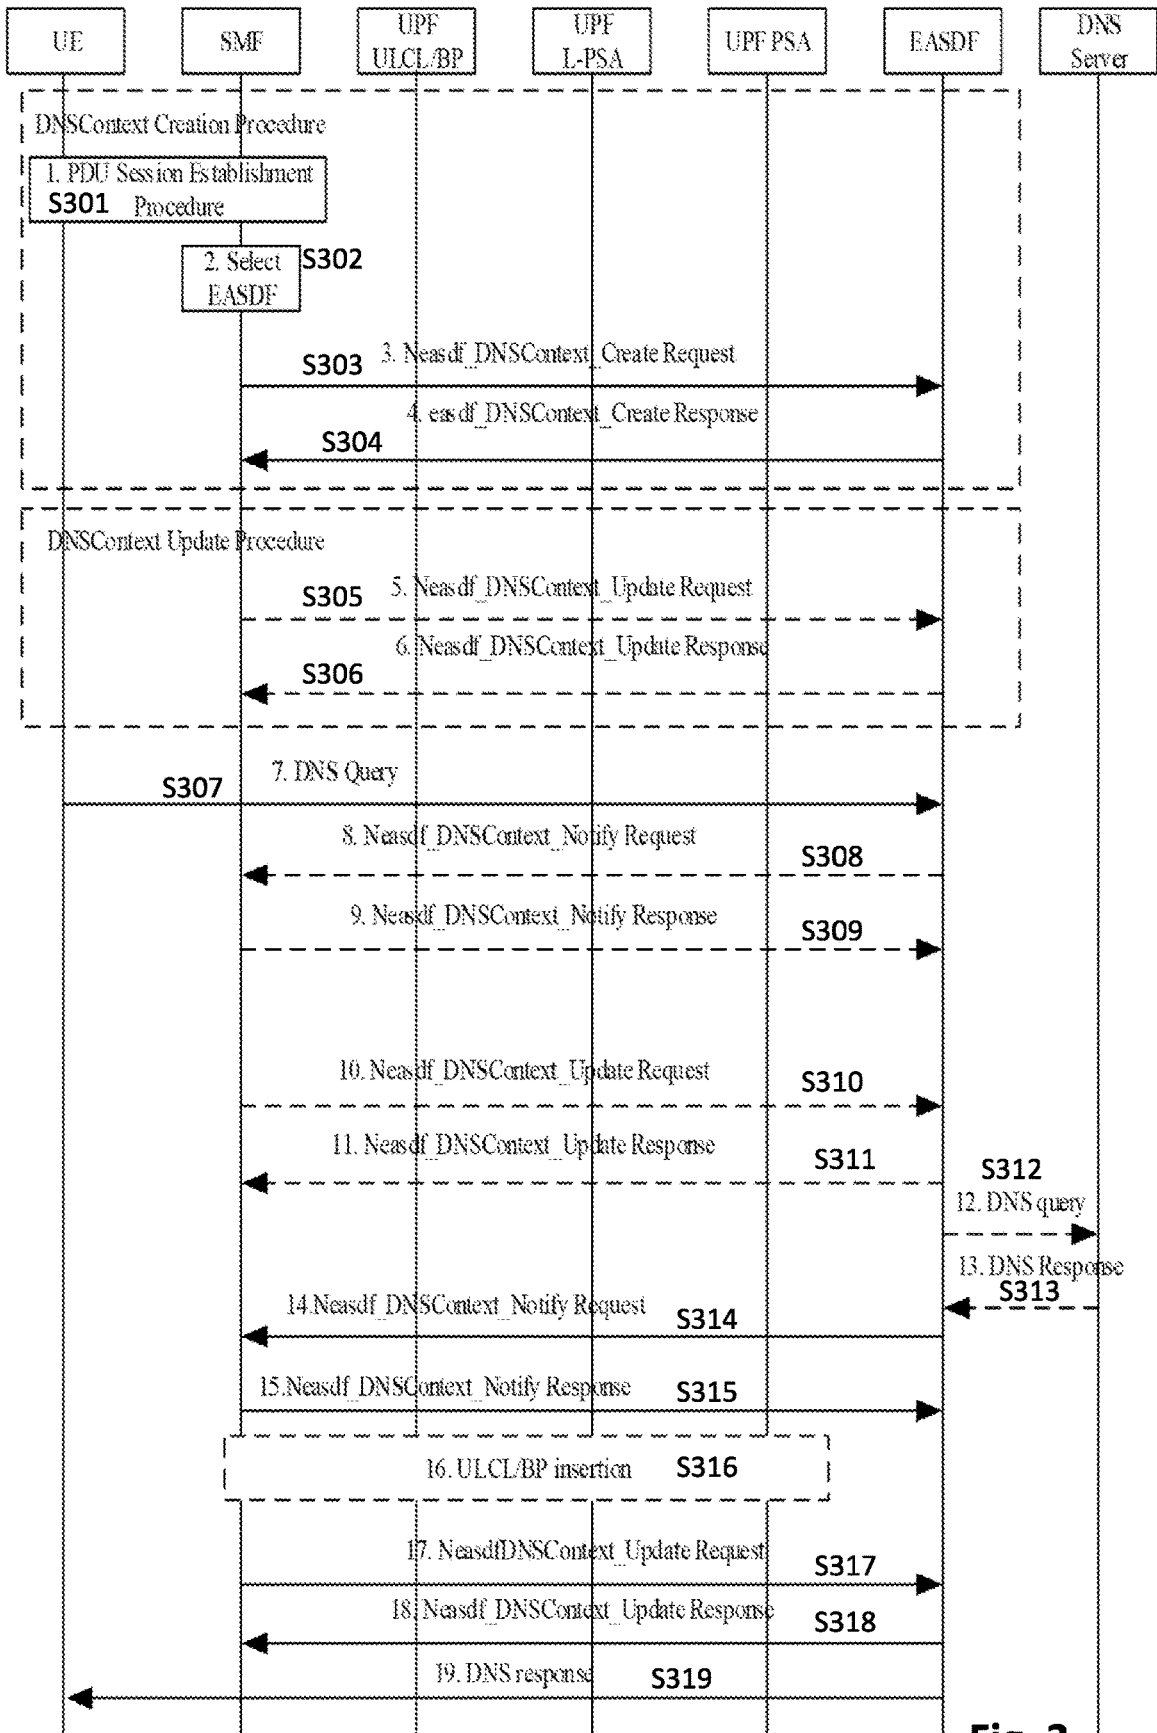 UE
SMF
UPF
ULCL/BP
UPF
L-PSA
UPF PSA
EASDF
DNS
Server
DNSContext Creation Procedure
1. PDU Session Establishment
S301 Procedure
2. Select
EASDF
S302
3. Neasdf_DNSContext_Create Request
S303
4. easdf_DNSContext_Create Response
S304
DNSContext Update Procedure
5. Neasdf_DNSContext_Update Request
S305
6. Neasdf_DNSContext_Update Response
S306
7. DNS Query
S307
8. Neasdf_DNSContext_Notify Request
S308
9. Neasdf_DNSContext_Notify Response
S309
10. Neasdf_DNSContext_Update Request
S310
11. Neasdf_DNSContext_Update Response
S311
S312
12. DNS query
13. DNS Response
S313
14.Neasdf_DNSContext_Notify Request
S314
15.Neasdf_DNSContext_Notify Response
S315
16. ULCL/BP insertion S316
17. NeasdfDNSContext_Update Request
S317
18. Neasdf_DNSContext_Update Response
S318
19. DNS response
S319